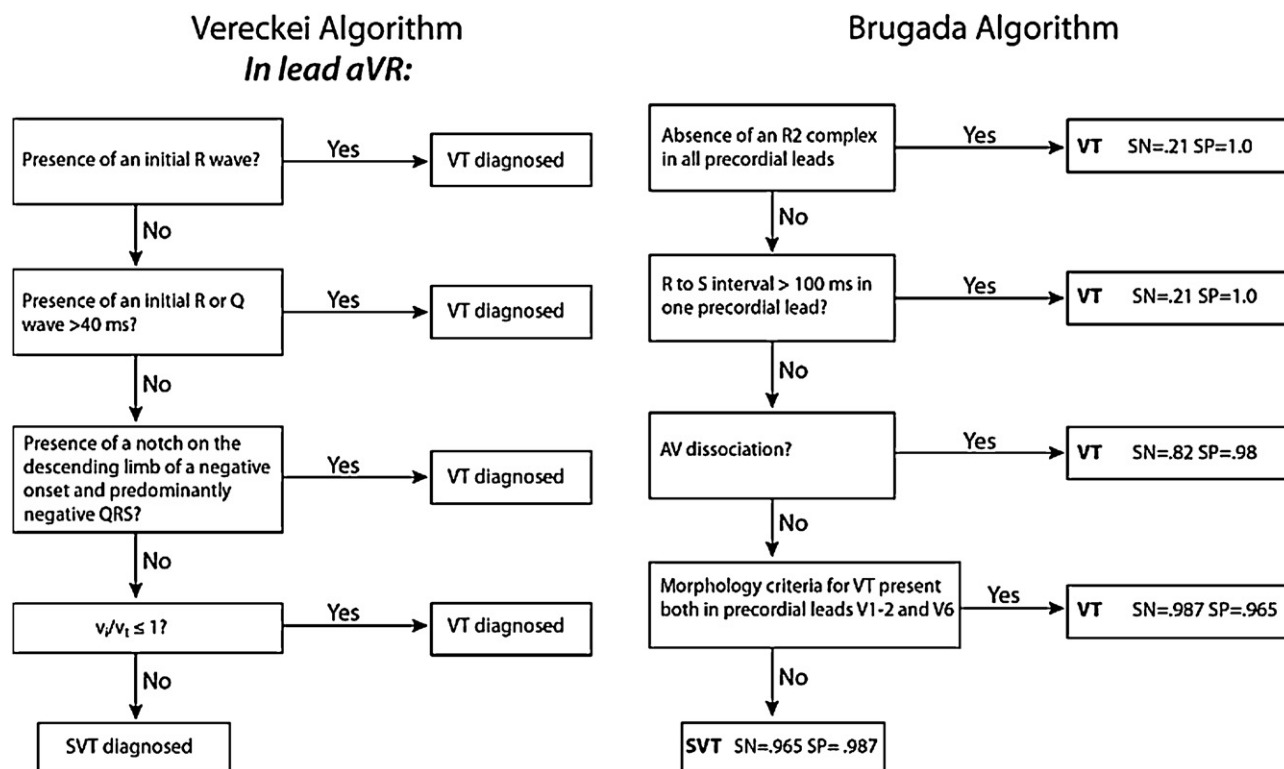 Vereckei Algorithm
In lead aVR:
Presence of an initial R wave?
Yes
VT diagnosed
No
Presence of an initial R or Q
wave >40 ms?
Yes
VT diagnosed
No
Presence of a notch on the
descending limb of a negative
onset and predominantly
negative QRS?
Yes
VT diagnosed
No
vi/vt ≤ 1?
Yes
VT diagnosed
No
SVT diagnosed
Brugada Algorithm
Absence of an R2 complex
in all precordial leads
Yes
VT SN=.21 SP=1.0
No
R to S interval > 100 ms in
one precordial lead?
Yes
VT SN=.21 SP=1.0
No
AV dissociation?
Yes
VT SN=.82 SP=.98
No
Morphology criteria for VT present
both in precordial leads V1-2 and V6
Yes
VT SN=.987 SP=.965
No
SVT SN=.965 SP= .987